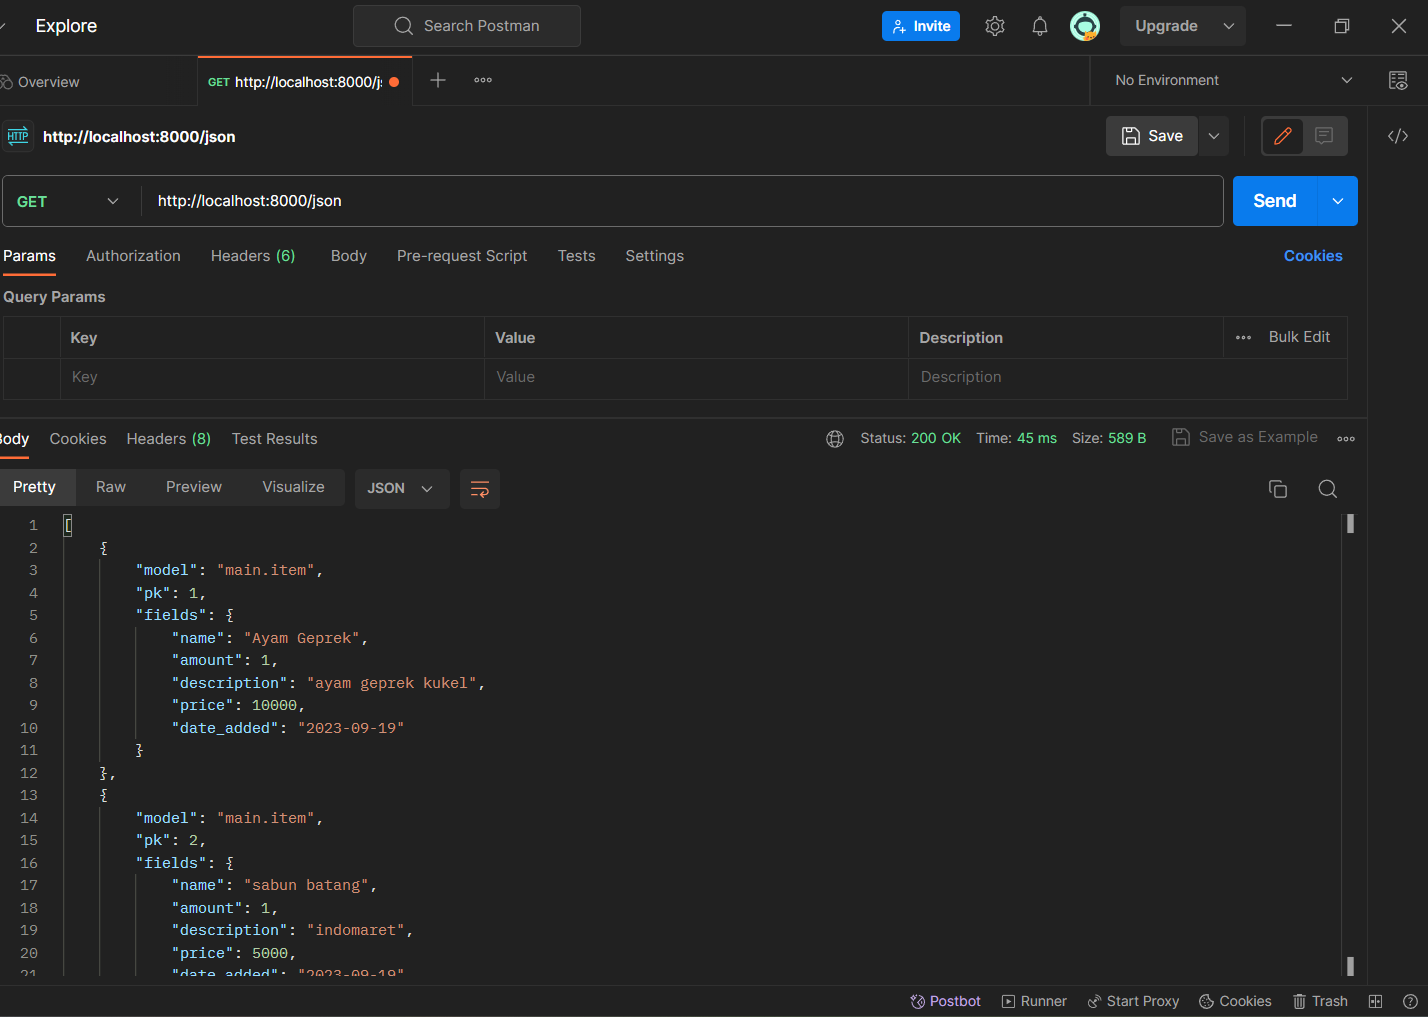 Explore
Search Postman
Invite
Upgrade
Overview
GET http://localhost:8000/j
No Environment
HTTP
http://localhost:8000/json
Save
GET
http://localhost:8000/json
Send
Params Authorization Headers (6) Body Pre-request Script Tests Settings
Cookies
Query Params
Key Value Description
Bulk Edit
Key Value Description
Body Cookies Headers (8) Test Results
Status: 200 OK Time: 45 ms Size: 589 B
Save as Example
Pretty Raw Preview Visualize
JSON
1 [
2 {
3 "model": "main.item",
4 "pk": 1,
5 "fields": {
6 "name": "Ayam Geprek",
7 "amount": 1,
8 "description": "ayam geprek kukel",
9 "price": 10000,
10 "date_added": "2023-09-19"
11 }
12 },
13 {
14 "model": "main.item",
15 "pk": 2,
16 "fields": {
17 "name": "sabun batang",
18 "amount": 1,
19 "description": "indomaret",
20 "price": 5000,
21 "date_added": "2023-09-19"
Postbot Runner Start Proxy Cookies Trash